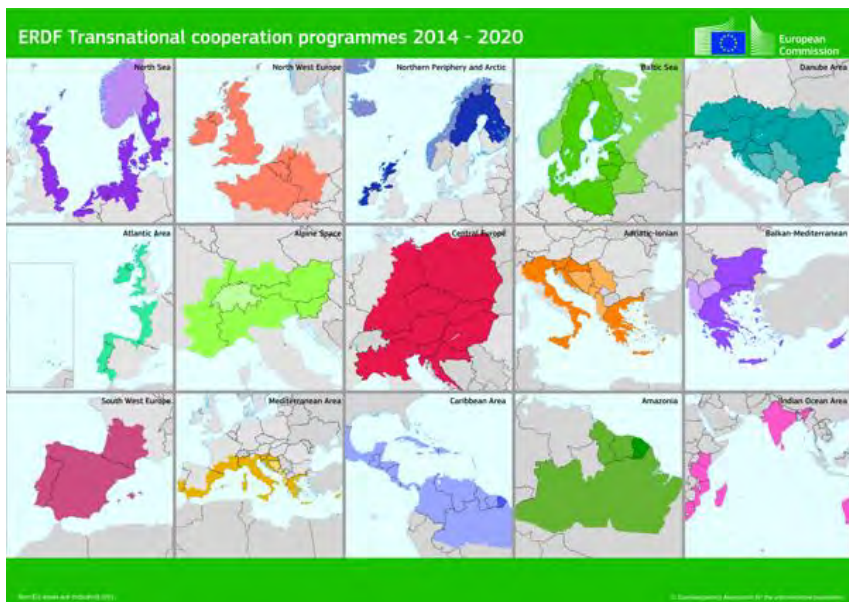 ERDF Transnational cooperation programmes 2014 - 2020
European
Commission
North Sea
North West Europe
Northern Periphery and Arctic
Baltic Sea
Danube Area
Atlantic Area
Alpine Space
Central Europe
Adriatic-Ionian
Balkan-Mediterranean
South West Europe
Mediterranean Area
Caribbean Area
Amazonia
Indian Ocean Area